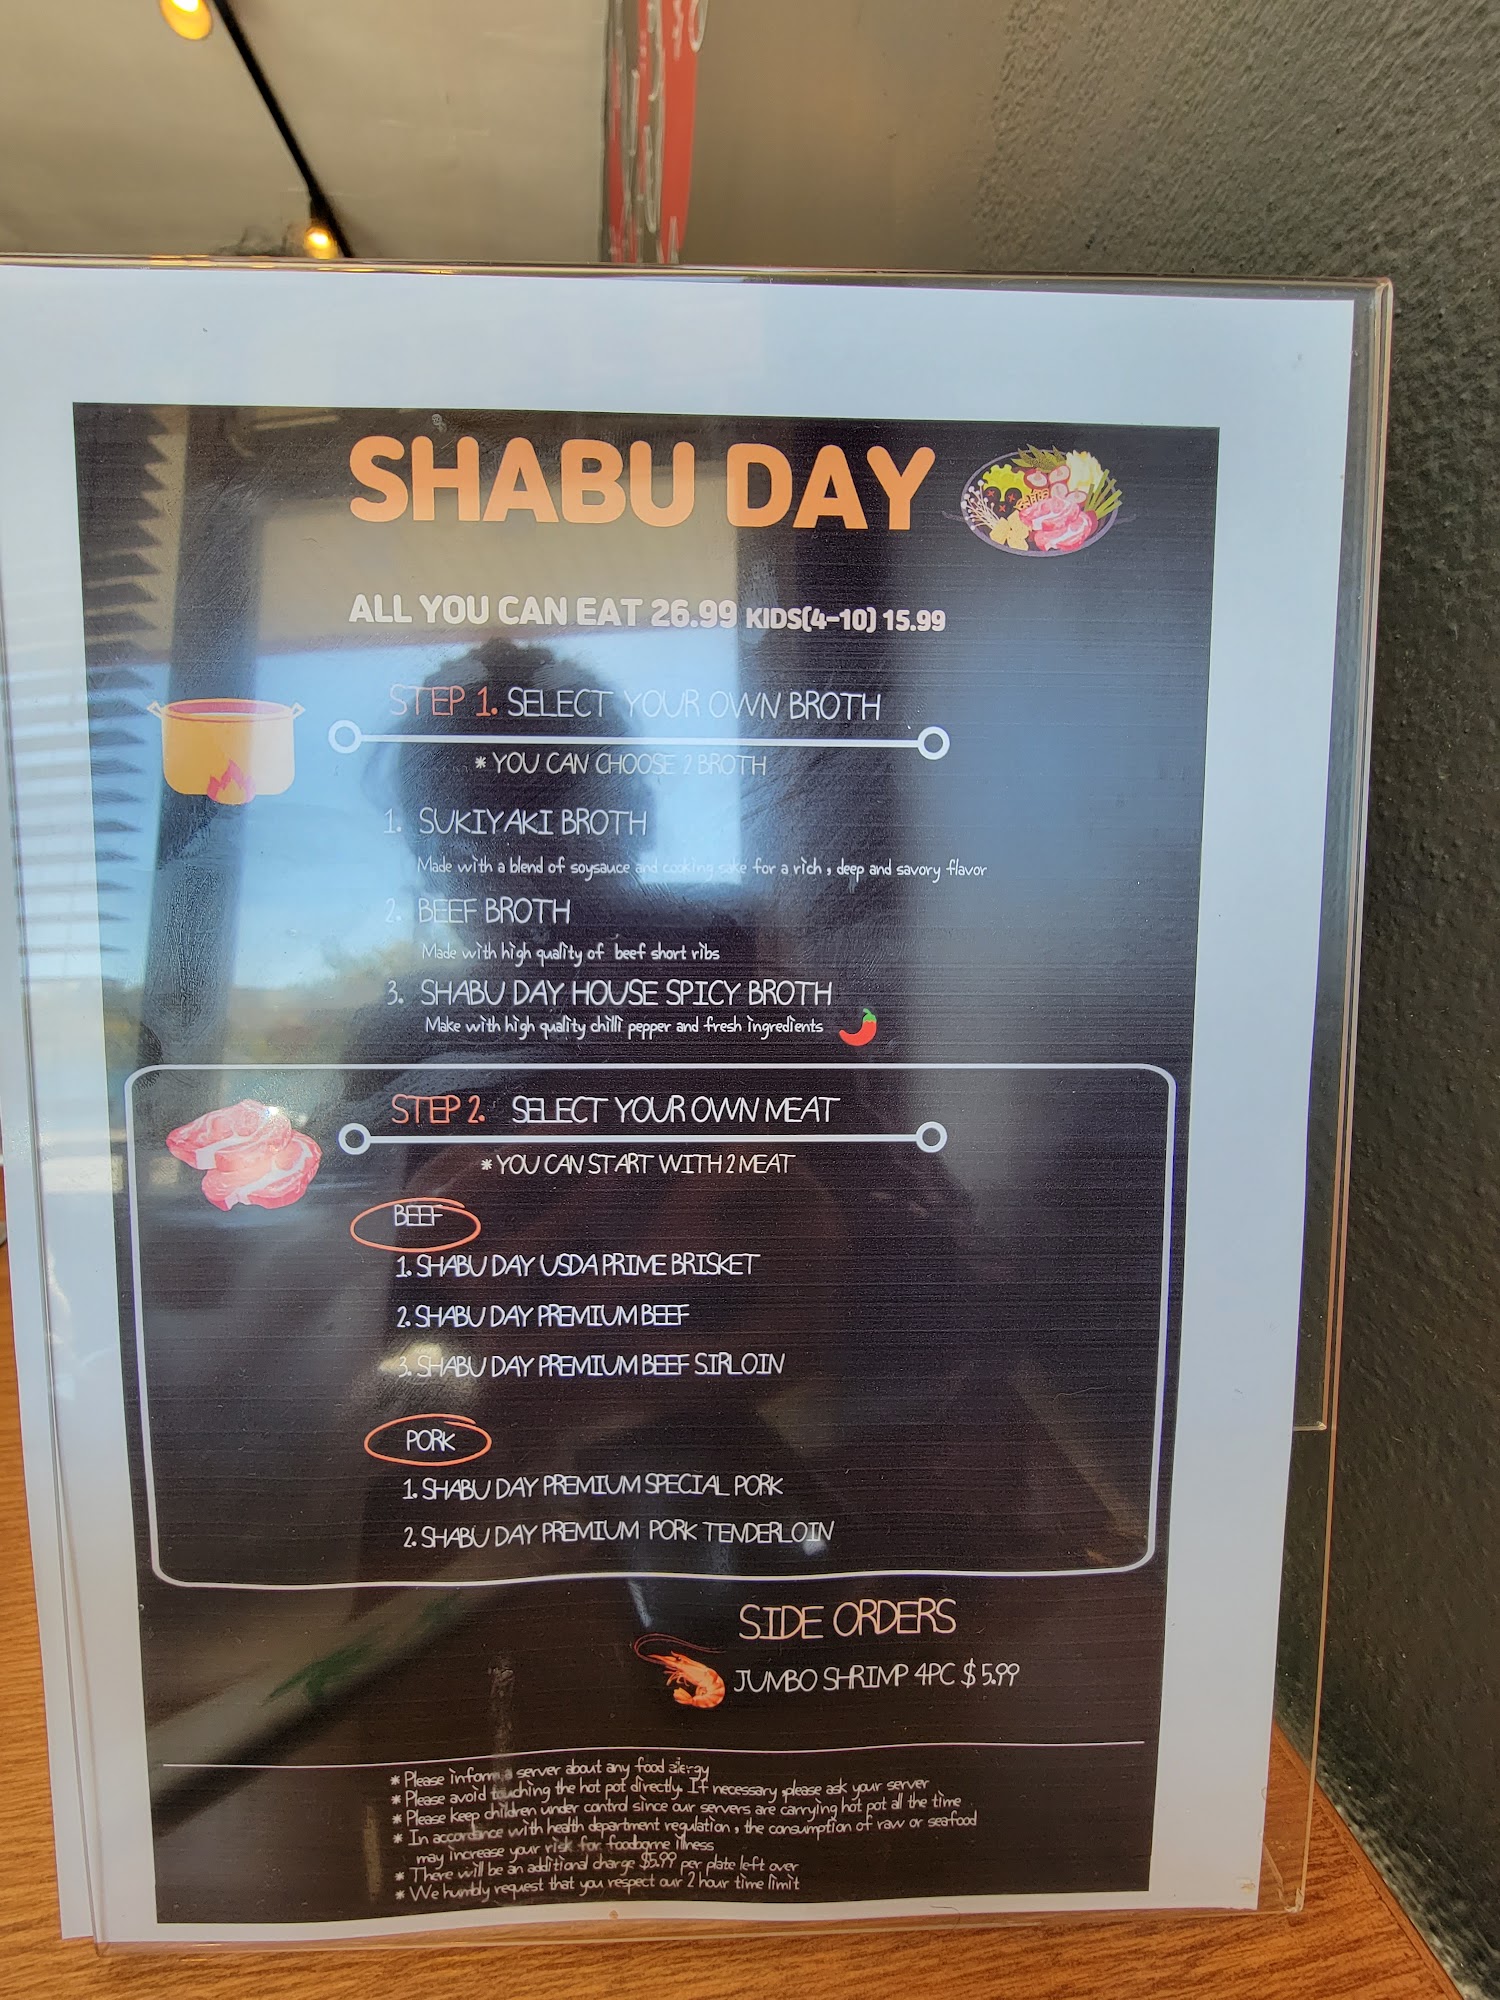 SHABU DAY
ALL YOU CAN EAT 26.99 KIDS(4-10) 15.99
STEP 1. SELECT YOUR OWN BROTH
* YOU CAN CHOOSE 2 BROTH
1. SUKIYAKI BROTH
Made with a blend of soysauce and cooking sake for a rich , deep and savory flavor
2. BEEF BROTH
Made with high quality of beef short ribs
3. SHABU DAY HOUSE SPICY BROTH
Make with high quality chilli pepper and fresh ingredients
STEP 2. SELECT YOUR OWN MEAT
* YOU CAN START WITH 2 MEAT
BEEF
1. SHABU DAY USDA PRIME BRISKET
2. SHABU DAY PREMIUM BEEF
3. SHABU DAY PREMIUM BEEF SIRLOIN
PORK
1. SHABU DAY PREMIUM SPECIAL PORK
2. SHABU DAY PREMIUM PORK TENDERLOIN
SIDE ORDERS
JUMBO SHRIMP 4PC $ 5.99
* Please inform a server about any food allergy
* Please avoid touching the hot pot directly. If necessary ,please ask your server
* Please keep children under control since our servers are carrying hot pot all the time
* In accordance with health department regulation , the consumption of raw or seafood
may increase your risk for foodborne illness
* There will be an additional charge $5.99 per plate left over
* We humbly request that you respect our 2 hour time limit